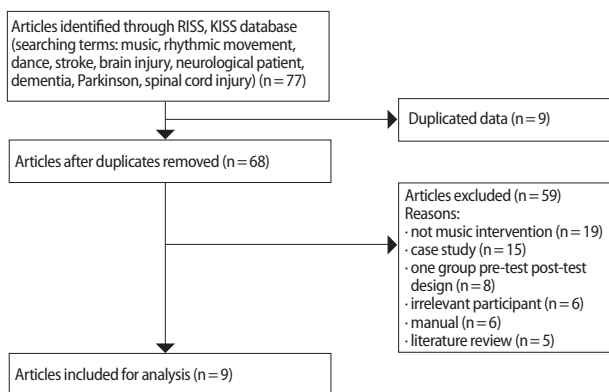 Articles identified through RISS, KISS database
(searching terms: music, rhythmic movement,
dance, stroke, brain injury, neurological patient,
dementia, Parkinson, spinal cord injury) (n = 77)
Duplicated data (n = 9)
Articles after duplicates removed (n = 68)
Articles excluded (n = 59)
Reasons:
· not music intervention (n = 19)
· case study (n = 15)
· one group pre-test post-test
design (n = 8)
· irrelevant participant (n = 6)
· manual (n = 6)
· literature review (n = 5)
Articles included for analysis (n = 9)